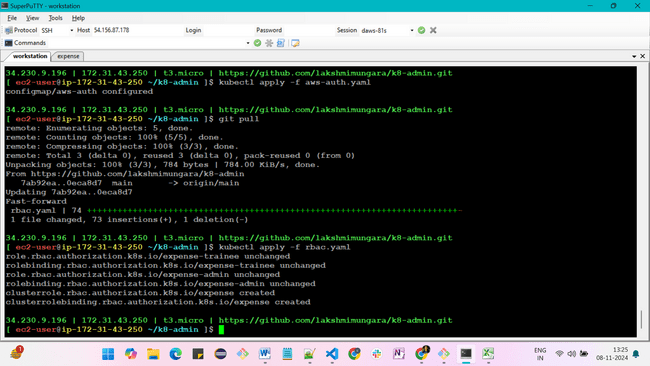 SuperPuTTY - workstation
File View Tools Help
Protocol SSH Host 54.156.87.178 Login Password Session daws-81s
Commands
workstation expense
34.230.9.196 | 172.31.43.250 | t3.micro | https://github.com/lakshmimungara/k8-admin.git
[ ec2-user@ip-172-31-43-250 ~/k8-admin ]$ kubectl apply -f aws-auth.yaml
configmap/aws-auth configured
34.230.9.196 | 172.31.43.250 | t3.micro | https://github.com/lakshmimungara/k8-admin.git
[ ec2-user@ip-172-31-43-250 ~/k8-admin ]$ git pull
remote: Enumerating objects: 5, done.
remote: Counting objects: 100% (5/5), done.
remote: Compressing objects: 100% (3/3), done.
remote: Total 3 (delta 0), reused 3 (delta 0), pack-reused 0 (from 0)
Unpacking objects: 100% (3/3), 784 bytes | 784.00 KiB/s, done.
From https://github.com/lakshmimungara/k8-admin
7ab92ea..0eca8d7 main -> origin/main
Updating 7ab92ea..0eca8d7
Fast-forward
rbac.yaml | 74 +++++++++++++++++++++++++++++++++++++++++++++++++++++++++++++++++++++++++-
1 file changed, 73 insertions(+), 1 deletion(-)
34.230.9.196 | 172.31.43.250 | t3.micro | https://github.com/lakshmimungara/k8-admin.git
[ ec2-user@ip-172-31-43-250 ~/k8-admin ]$ kubectl apply -f rbac.yaml
role.rbac.authorization.k8s.io/expense-trainee unchanged
rolebinding.rbac.authorization.k8s.io/expense-trainee unchanged
role.rbac.authorization.k8s.io/expense-admin unchanged
rolebinding.rbac.authorization.k8s.io/expense-admin unchanged
clusterrole.rbac.authorization.k8s.io/expense created
clusterrolebinding.rbac.authorization.k8s.io/expense created
34.230.9.196 | 172.31.43.250 | t3.micro | https://github.com/lakshmimungara/k8-admin.git
[ ec2-user@ip-172-31-43-250 ~/k8-admin ]$
ENG
IN
13:25
08-11-2024